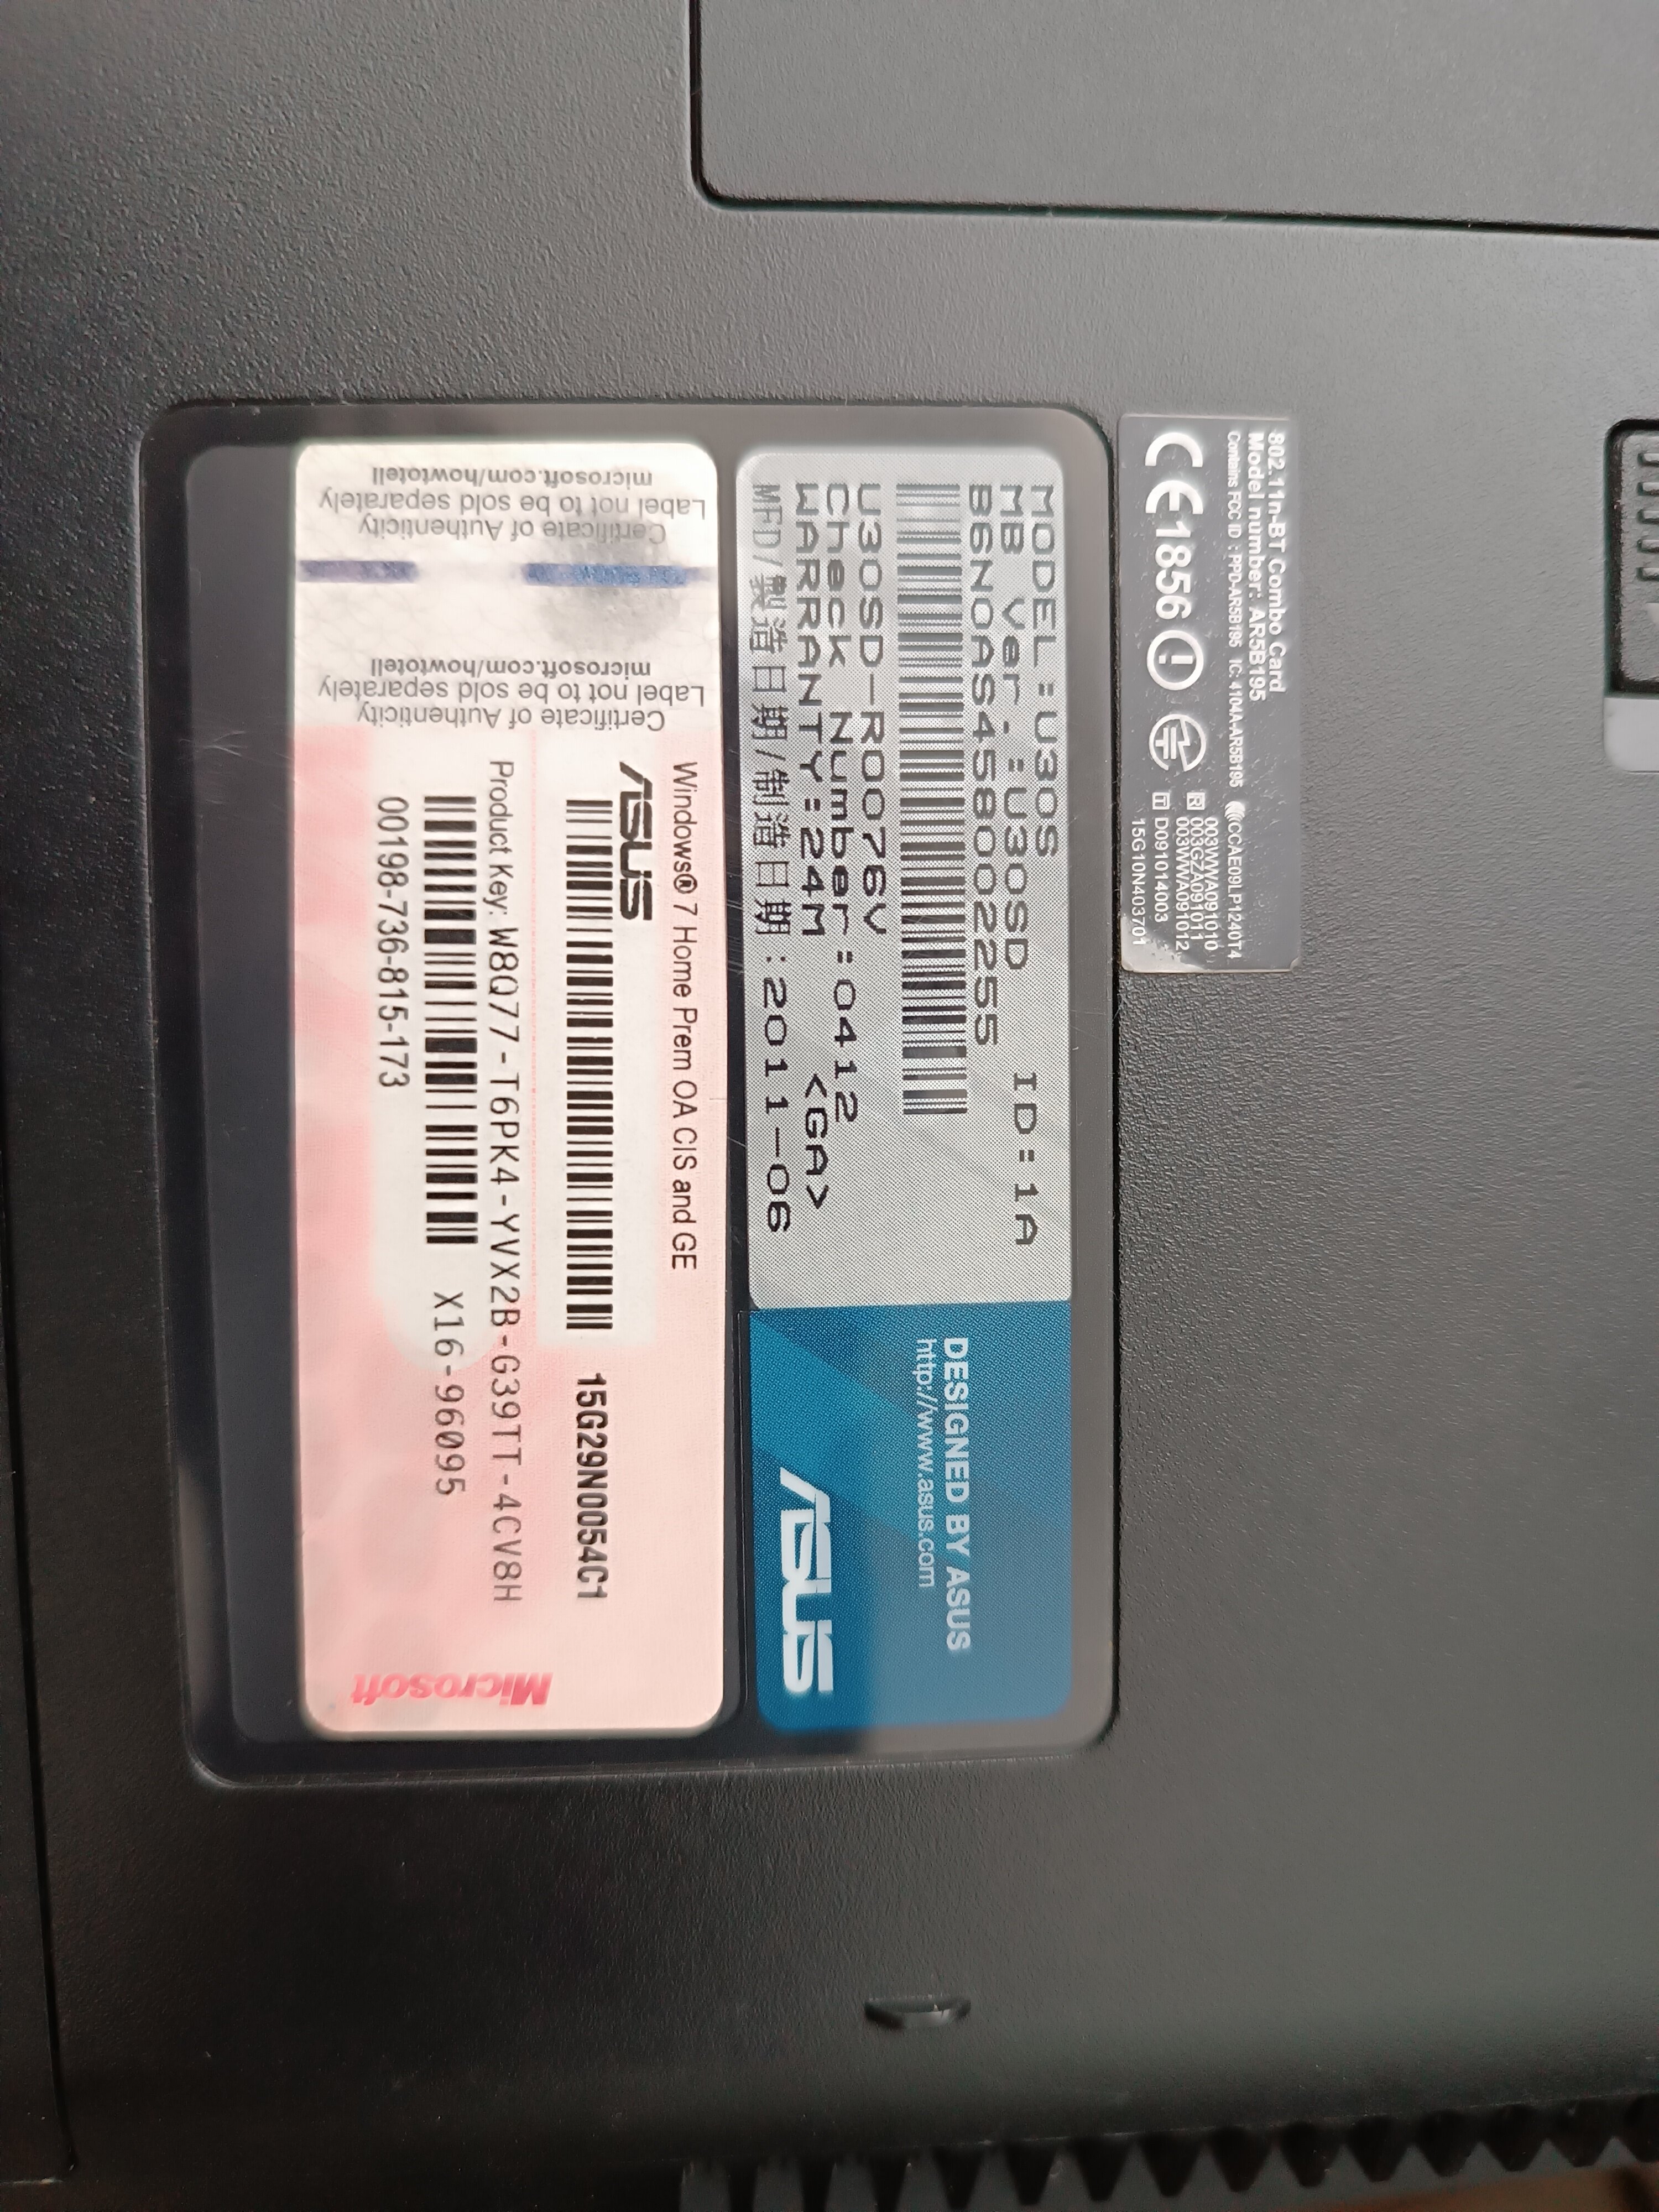 802.11n-BT Combo Card
Model number: AR5B195
Contains FCC ID : PPD-AR5B195 IC: 4104A-AR5B195 CCAE09LP1240T4
CE1856
R 003WWA091010
003GZA091011
003WWA091012
T D091014003
15G10N403701
MODEL:U30S
MB Ver.:U30SD ID:1A
B6N0AS458002255
U30SD-R0076V
Check Number:0412
WARRANTY:24M <GA>
MFD/製造日期/制造日期:2011-06
DESIGNED BY ASUS
http://www.asus.com
ASUS
Certificate of Authenticity
Label not to be sold separately
microsoft.com/howtotell
Certificate of Authenticity
Label not to be sold separately
microsoft.com/howtotell
Windows® 7 Home Prem OA CIS and GE
ASUS
15G29N0054C1
Product Key: W8Q77-T6PK4-YVX2B-G39TT-4CV8H
X16-96095
00198-736-815-173
Microsoft